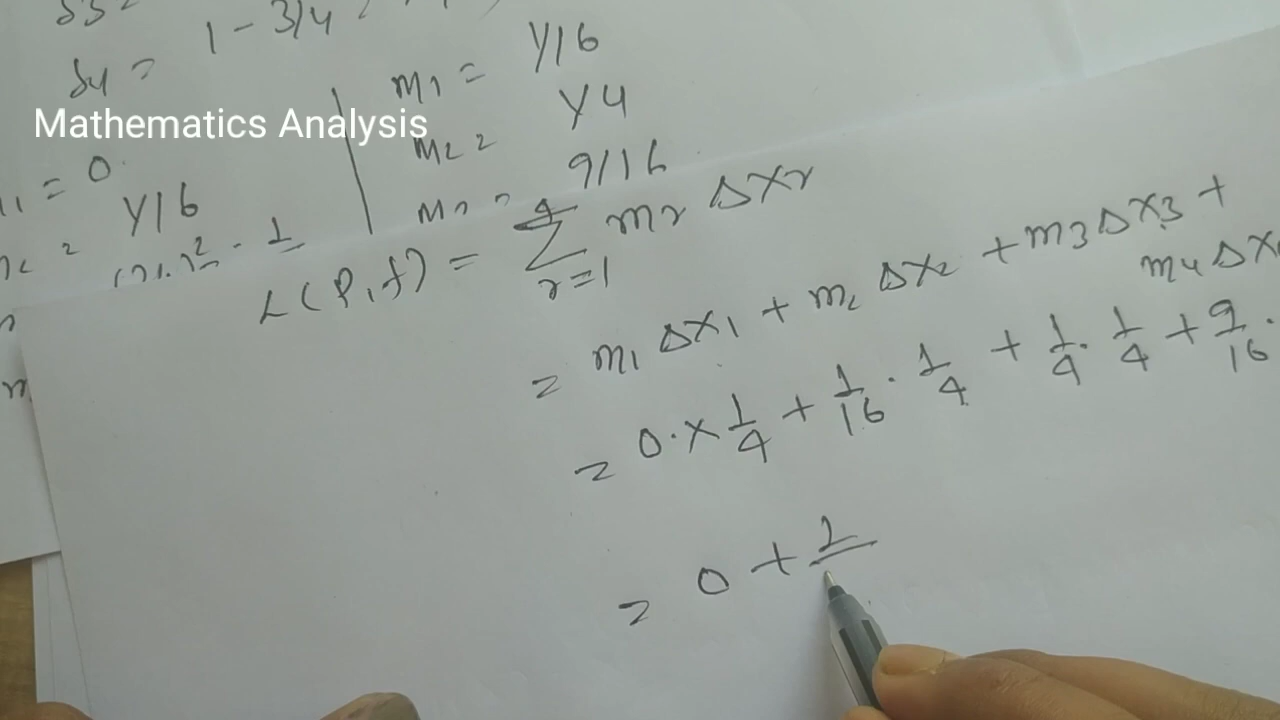 δ4 = 1 - 3/4
Mathematics Analysis
= 0
1/16
M1 = 1/16
M2 = 1/4
9/16
L(P,f) = 4∑r=1 mr Δxr
= m1 Δx1 + m2 Δx2 + m3 Δx3 + m4 Δx
= 0·× 1/4 + 1/16 · 1/4 + 1/4 · 1/4 + 9/16 ·
= 0 + 1